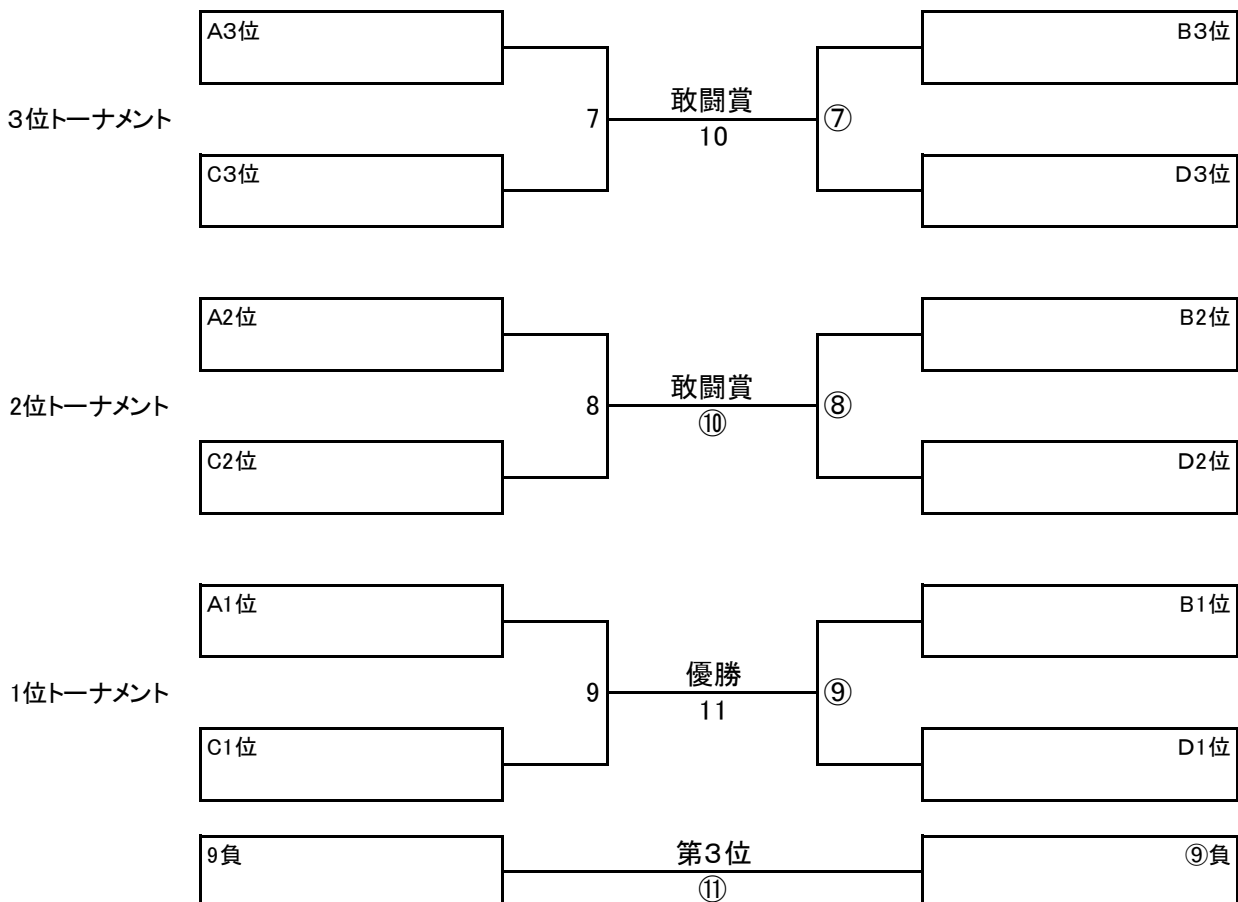 A3位
B3位
3位トーナメント
7
敢闘賞
10
⑦
C3位
D3位
A2位
B2位
2位トーナメント
8
敢闘賞
⑩
⑧
C2位
D2位
A1位
B1位
1位トーナメント
9
優勝
11
⑨
C1位
D1位
9負
第3位
⑪
⑨負